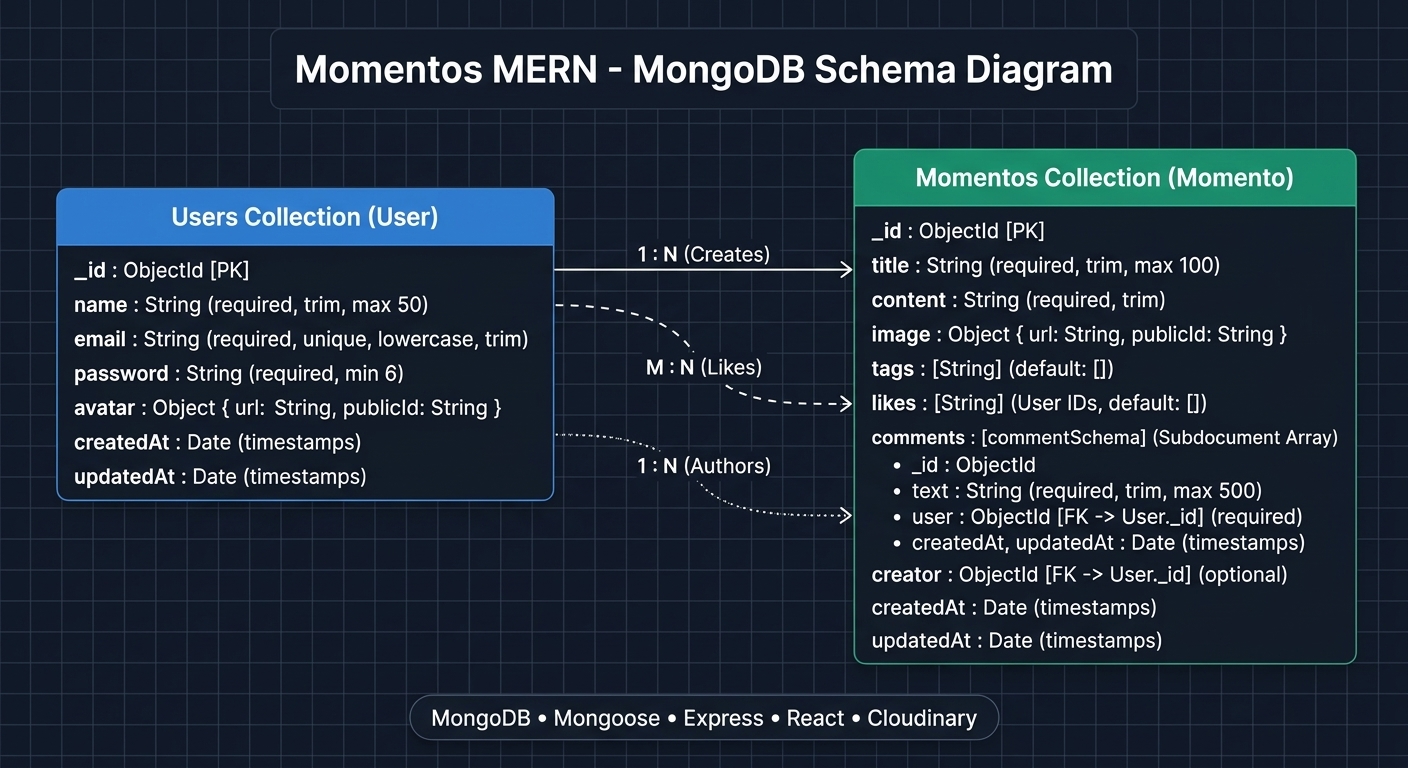 Momentos MERN - MongoDB Schema Diagram
Users Collection (User)
_id : ObjectId [PK]
name : String (required, trim, max 50)
email : String (required, unique, lowercase, trim)
password : String (required, min 6)
avatar : Object { url: String, publicId: String }
createdAt : Date (timestamps)
updatedAt : Date (timestamps)
1 : N (Creates)
M : N (Likes)
1 : N (Authors)
Momentos Collection (Momento)
_id : ObjectId [PK]
title : String (required, trim, max 100)
content : String (required, trim)
image : Object { url: String, publicId: String }
tags : [String] (default: [])
likes : [String] (User IDs, default: [])
comments : [commentSchema] (Subdocument Array)
• _id : ObjectId
• text : String (required, trim, max 500)
• user : ObjectId [FK -> User._id] (required)
• createdAt, updatedAt : Date (timestamps)
creator : ObjectId [FK -> User._id] (optional)
createdAt : Date (timestamps)
updatedAt : Date (timestamps)
MongoDB • Mongoose • Express • React • Cloudinary